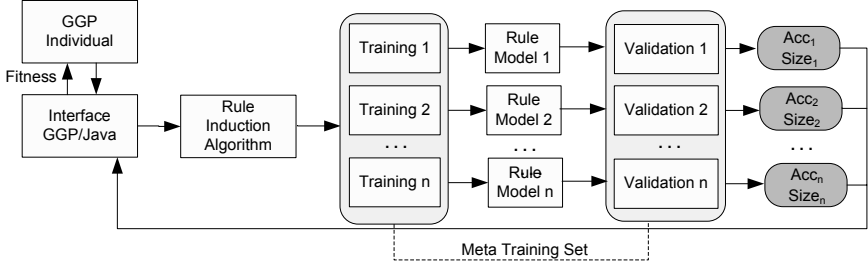 GGP
Individual
Fitness
Interface
GGP/Java
Rule
Induction
Algorithm
Training 1
Training 2
. . .
Training n
Rule
Model 1
Rule
Model 2
. . .
Rule
Model n
Validation 1
Validation 2
. . .
Validation n
Acc1
Size1
Acc2
Size2
. . .
Accn
Sizen
Meta Training Set